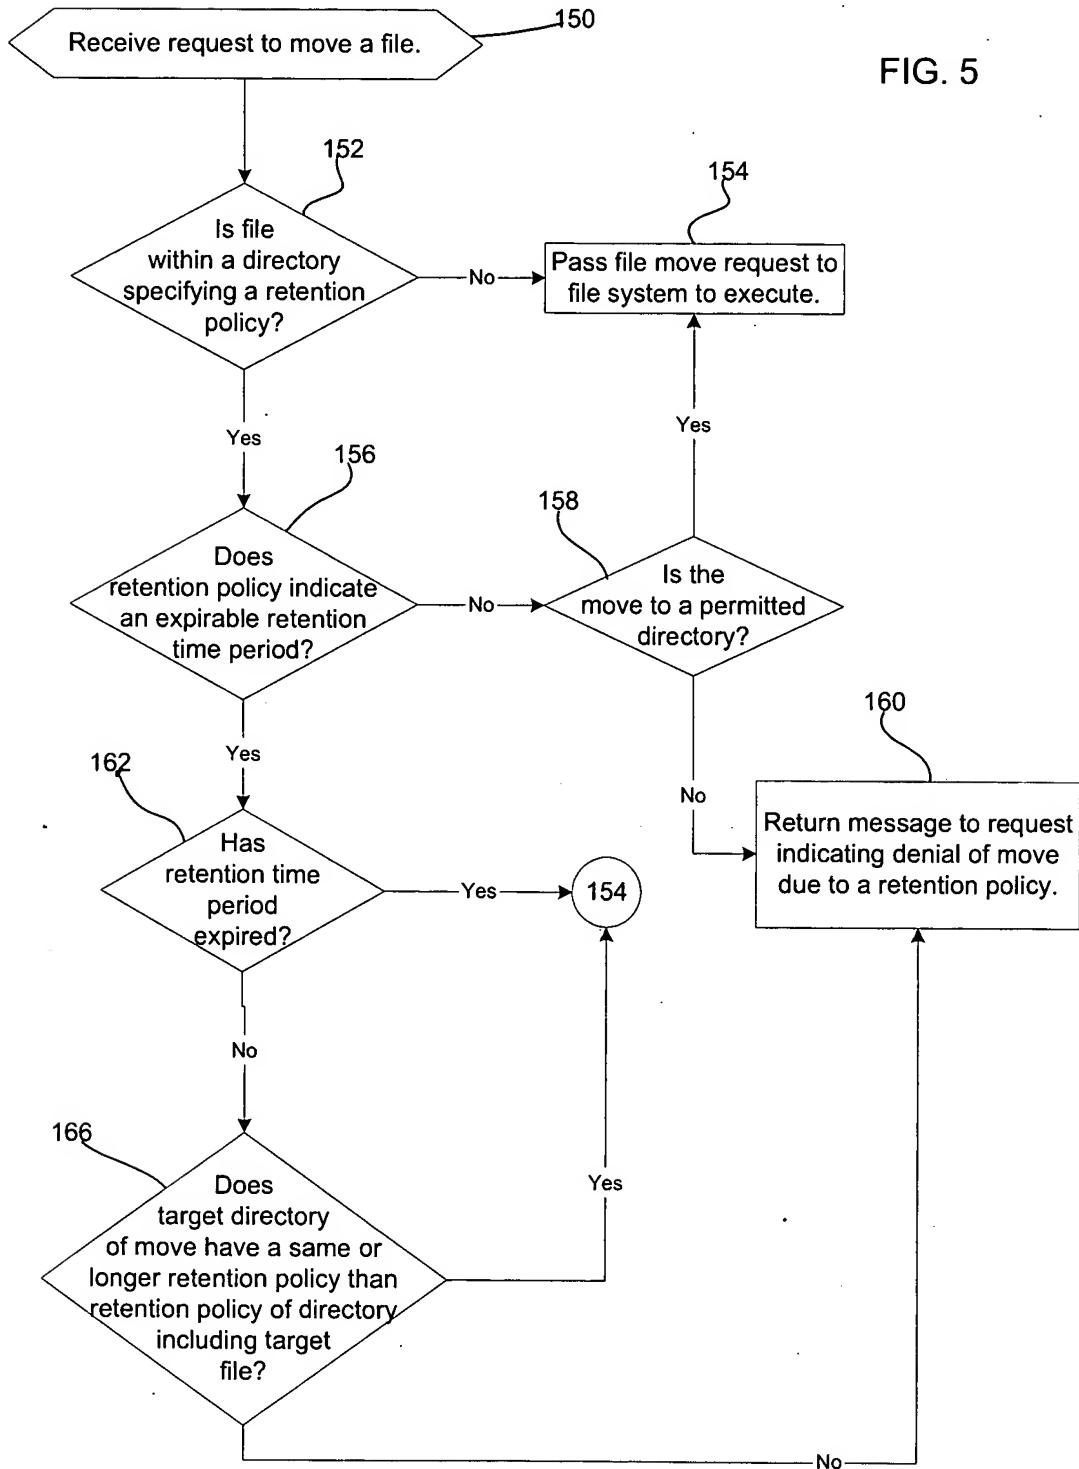 150
Receive request to move a file.
FIG. 5
152
154
Is file
within a directory
specifying a retention
policy?
No
Pass file move request to
file system to execute.
Yes
Yes
156
158
Does
retention policy indicate
an expirable retention
time period?
No
Is the
move to a permitted
directory?
160
Yes
162
No
Return message to request
indicating denial of move
due to a retention policy.
Has
retention time
period
expired?
Yes
154
No
166
Does
target directory
of move have a same or
longer retention policy than
retention policy of directory
including target
file?
Yes
No